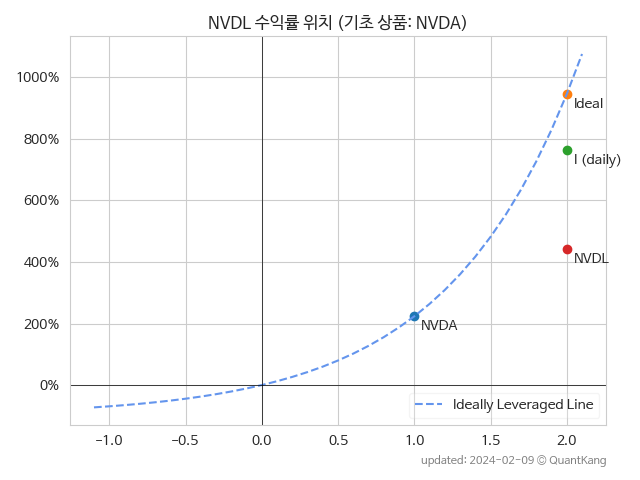 NVDL 수익률 위치 (기초 상품: NVDA)
1000%
800%
600%
400%
200%
0%
Ideal
I (daily)
NVDL
NVDA
Ideally Leveraged Line
−1.0 −0.5 0.0 0.5 1.0 1.5 2.0
updated: 2024-02-09 © QuantKang